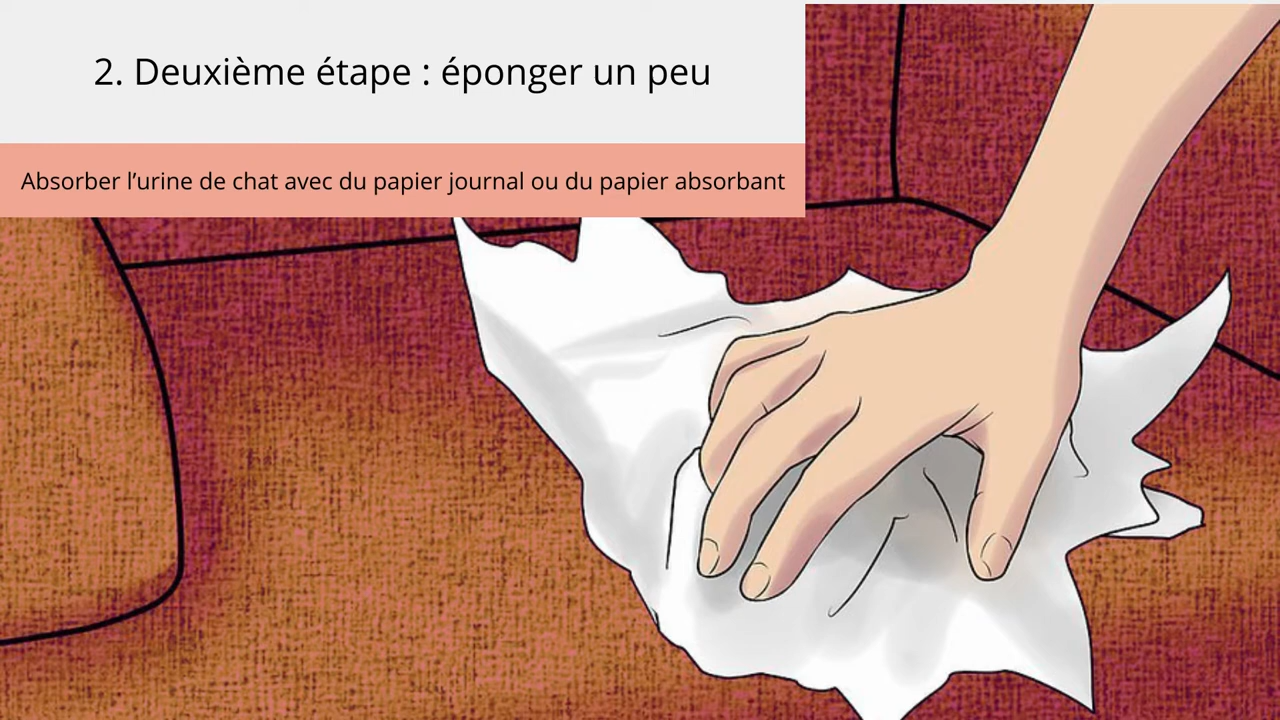 2. Deuxième étape : éponger un peu
Absorber l’urine de chat avec du papier journal ou du papier absorbant